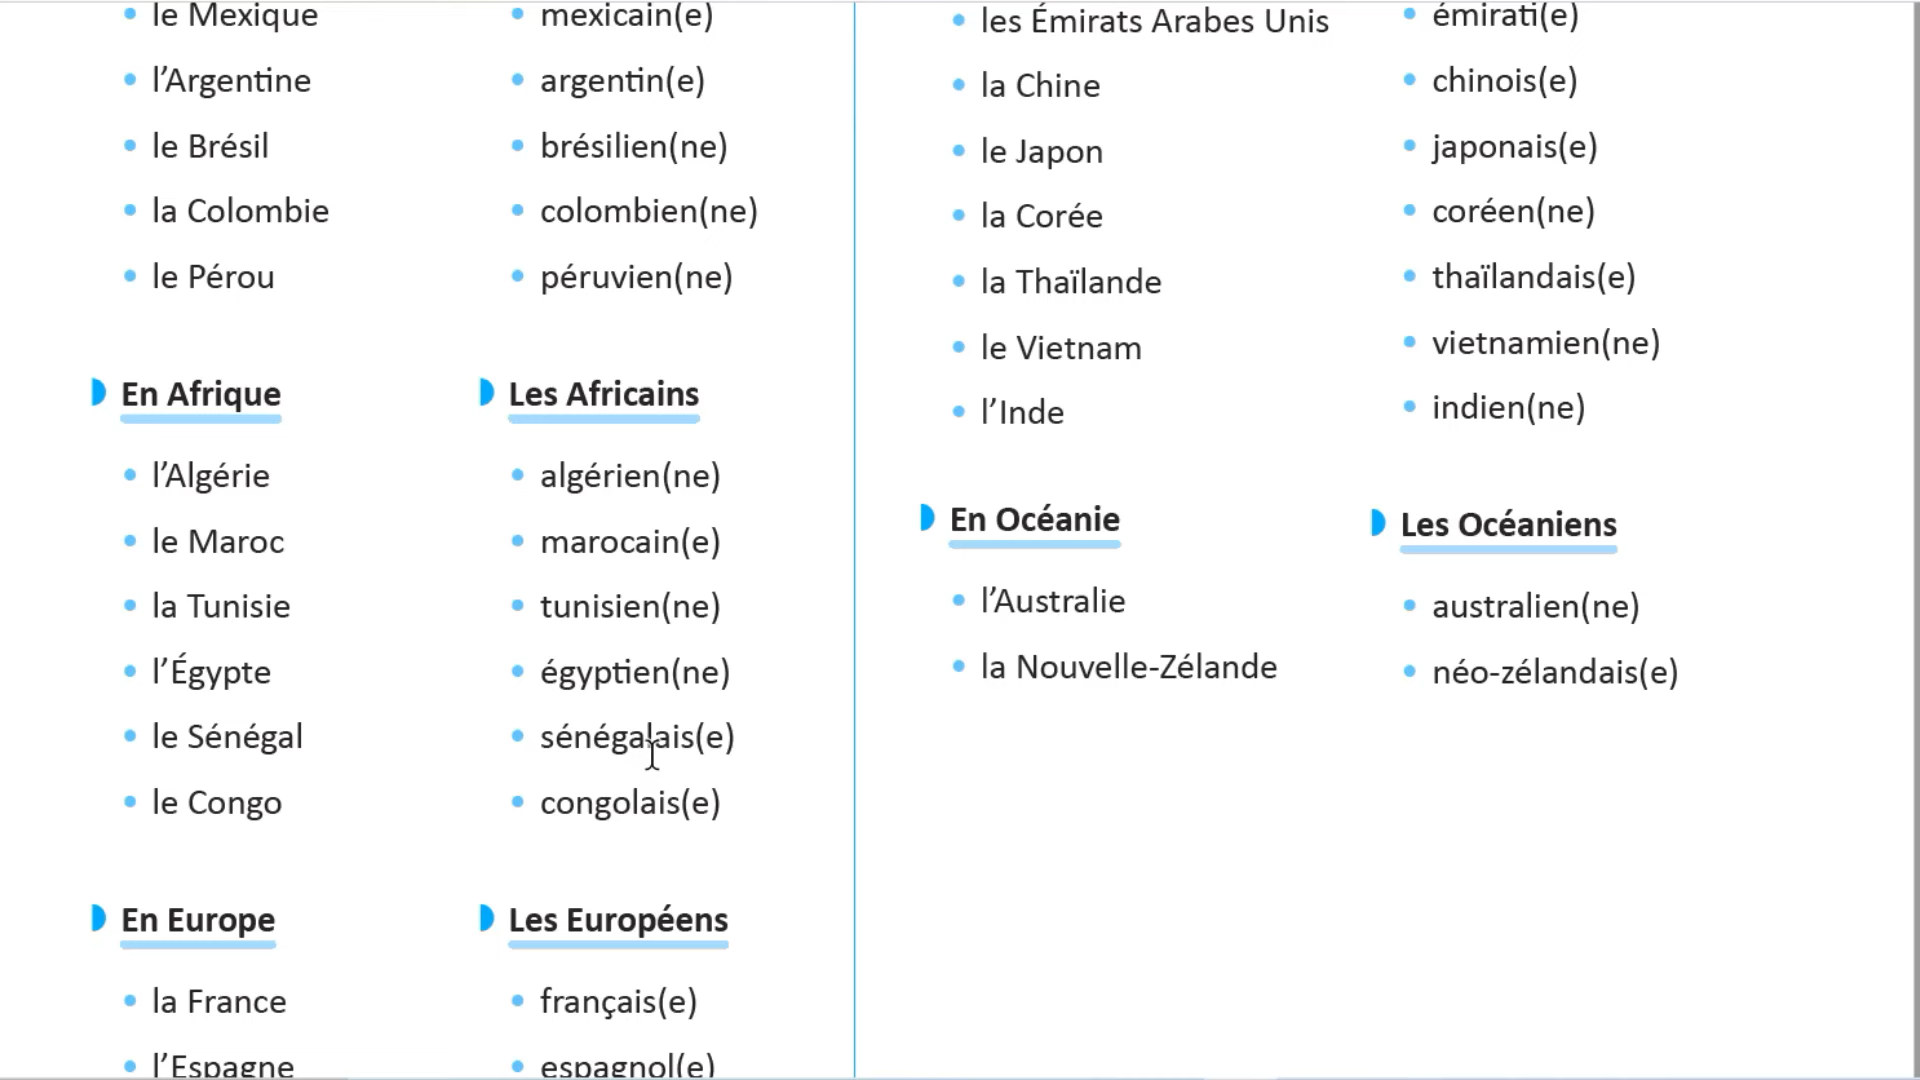 le Mexique
mexicain(e)
l’Argentine
argentin(e)
le Brésil
brésilien(ne)
la Colombie
colombien(ne)
le Pérou
péruvien(ne)
En Afrique
Les Africains
l’Algérie
algérien(ne)
le Maroc
marocain(e)
la Tunisie
tunisien(ne)
l’Égypte
égyptien(ne)
le Sénégal
sénégalais(e)
le Congo
congolais(e)
En Europe
Les Européens
la France
français(e)
l’Espagne
espagnol(e)
les Émirats Arabes Unis
émirati(e)
la Chine
chinois(e)
le Japon
japonais(e)
la Corée
coréen(ne)
la Thaïlande
thaïlandais(e)
le Vietnam
vietnamien(ne)
l’Inde
indien(ne)
En Océanie
Les Océaniens
l’Australie
australien(ne)
la Nouvelle-Zélande
néo-zélandais(e)